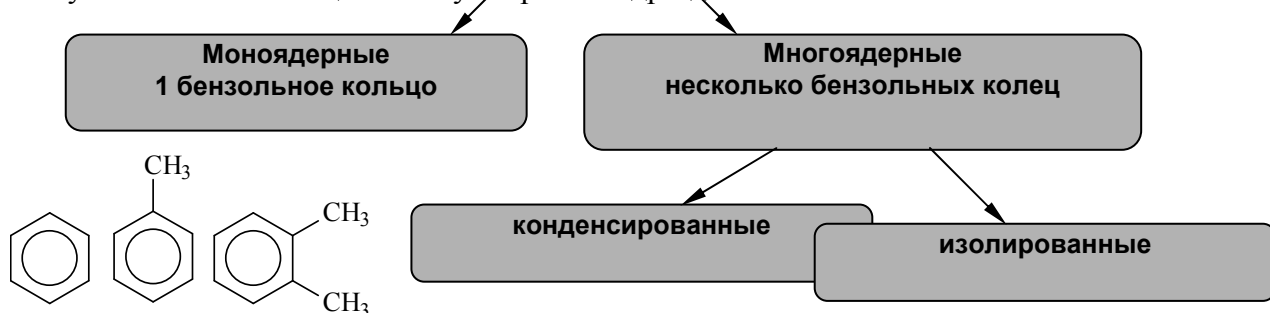 Моноядерные
1 бензольное кольцо
Многоядерные
несколько бензольных колец
CH3
CH3
CH3
конденсированные
изолированные